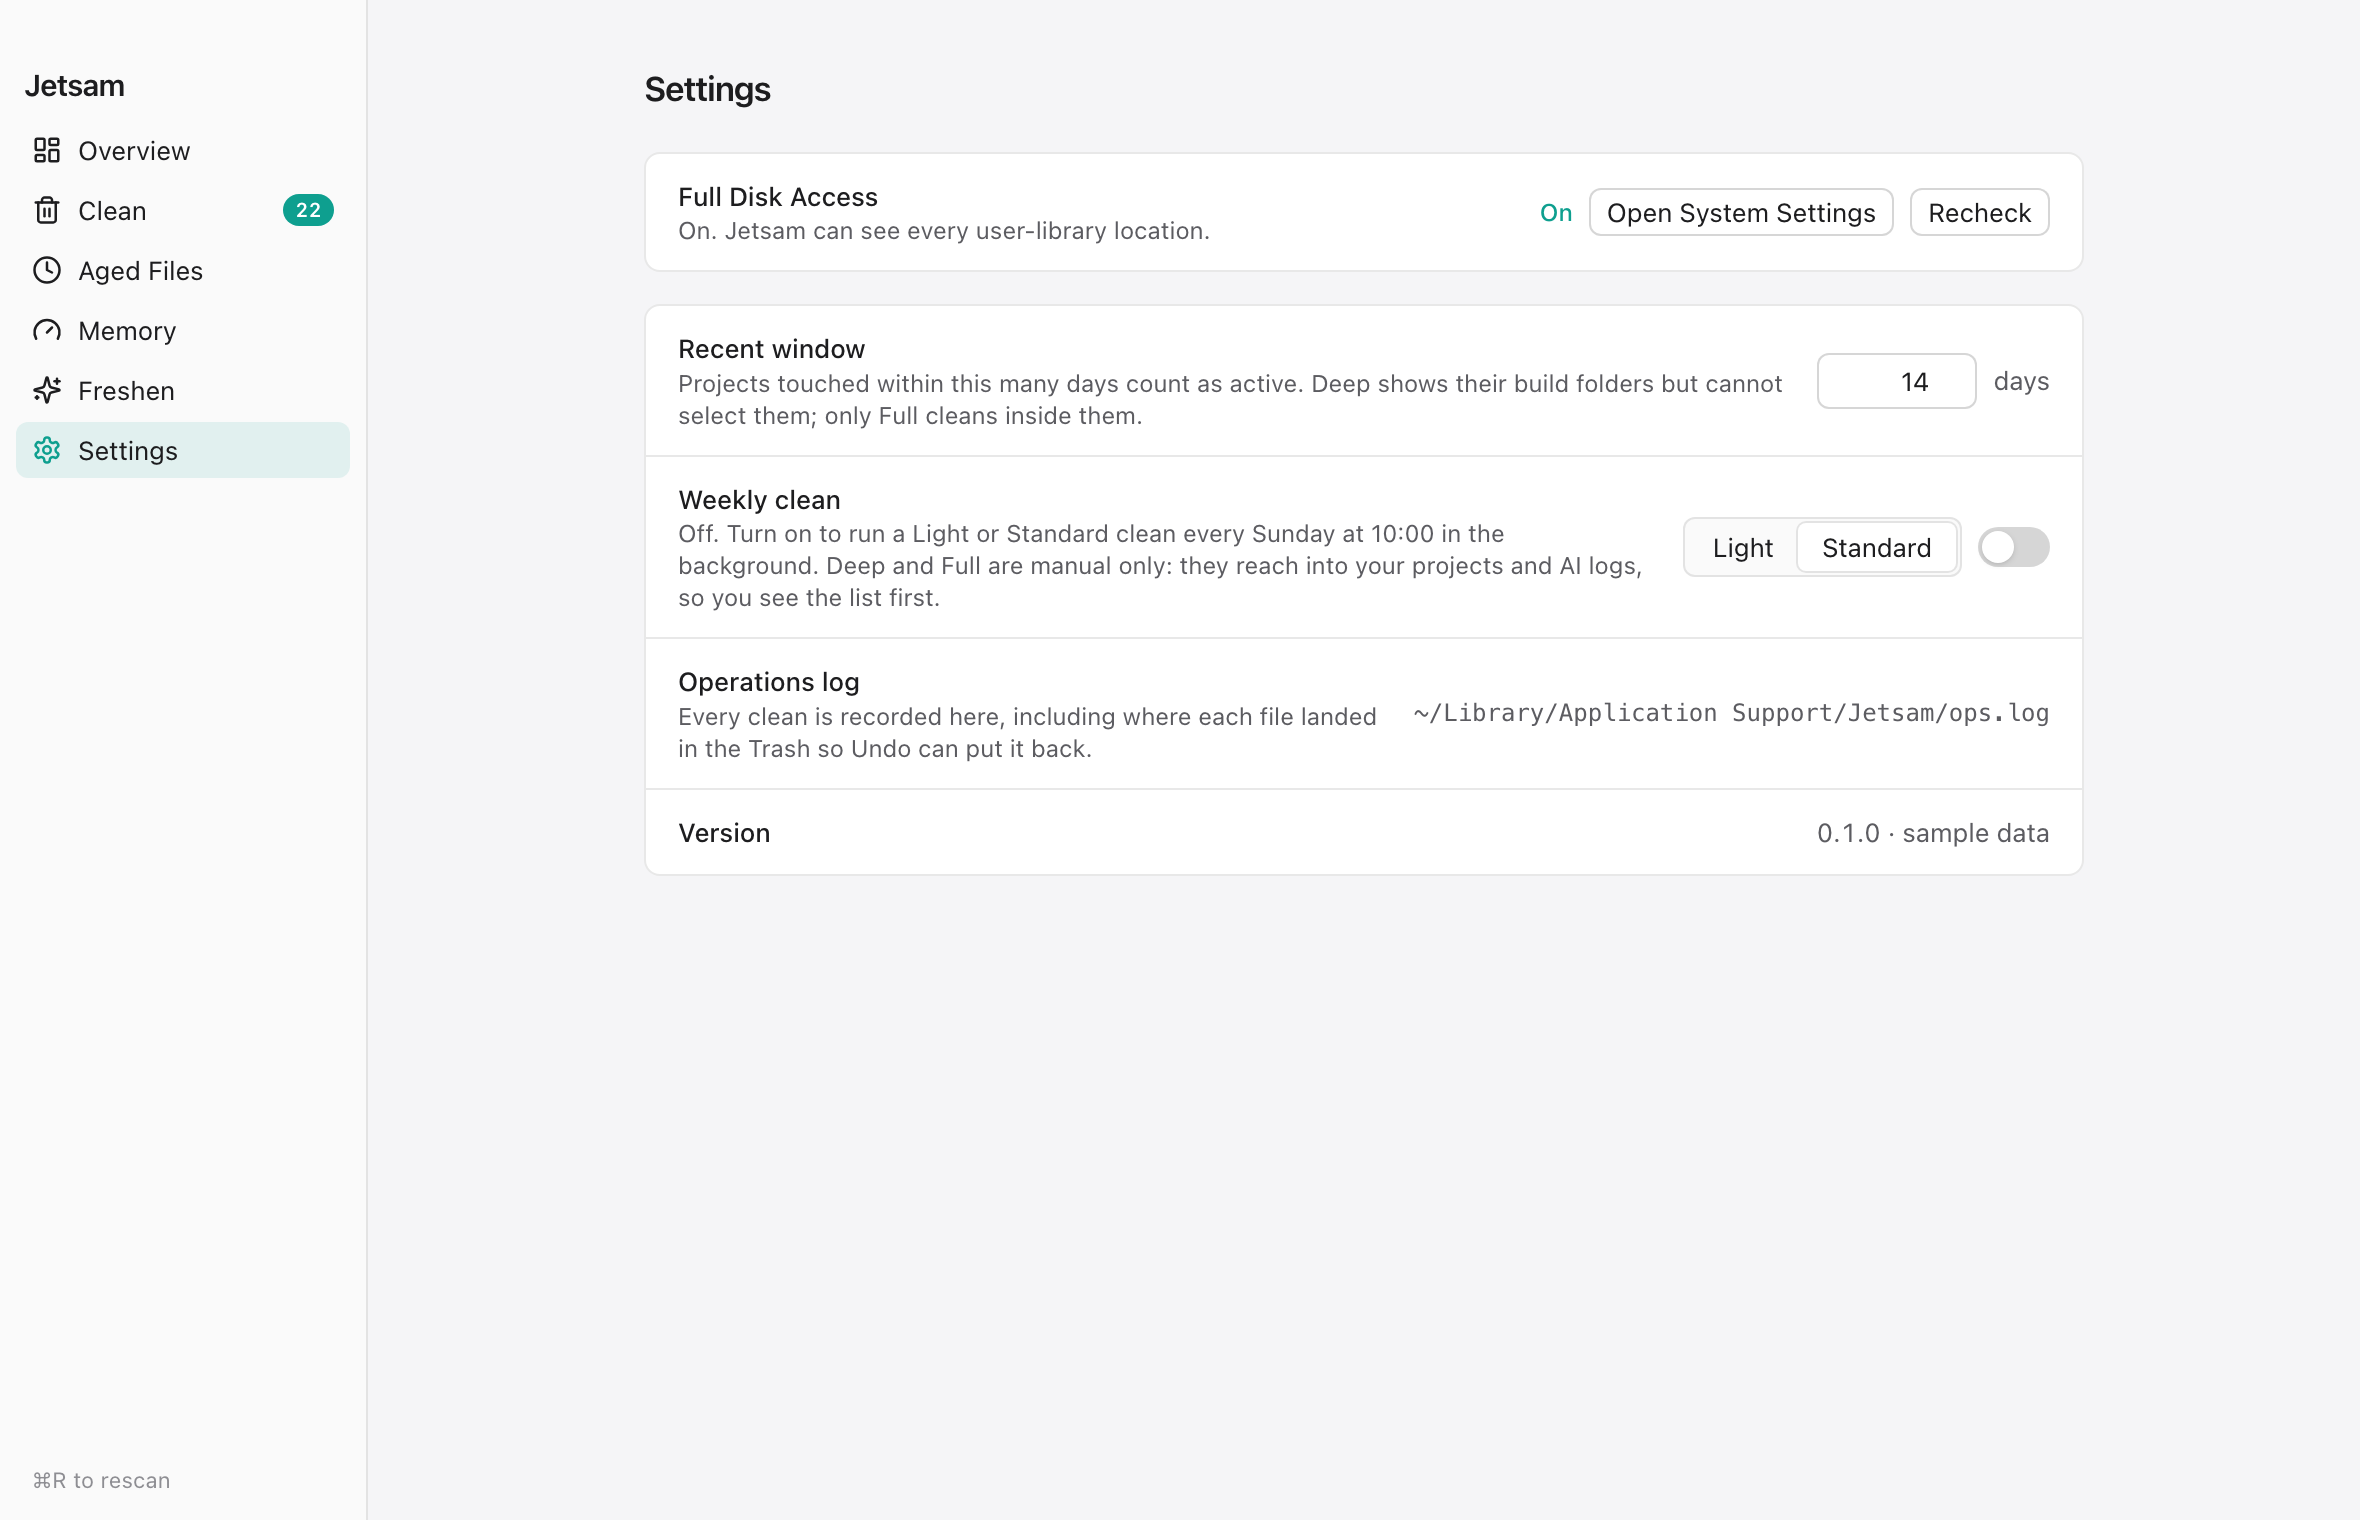 Jetsam
Overview
Clean 22
Aged Files
Memory
Freshen
Settings
⌘R to rescan
Settings
Full Disk Access
On. Jetsam can see every user-library location.
On Open System Settings Recheck
Recent window
Projects touched within this many days count as active. Deep shows their build folders but cannot
select them; only Full cleans inside them.
14 days
Weekly clean
Off. Turn on to run a Light or Standard clean every Sunday at 10:00 in the
background. Deep and Full are manual only: they reach into your projects and AI logs,
so you see the list first.
Light Standard
Operations log
Every clean is recorded here, including where each file landed
in the Trash so Undo can put it back.
~/Library/Application Support/Jetsam/ops.log
Version
0.1.0 · sample data